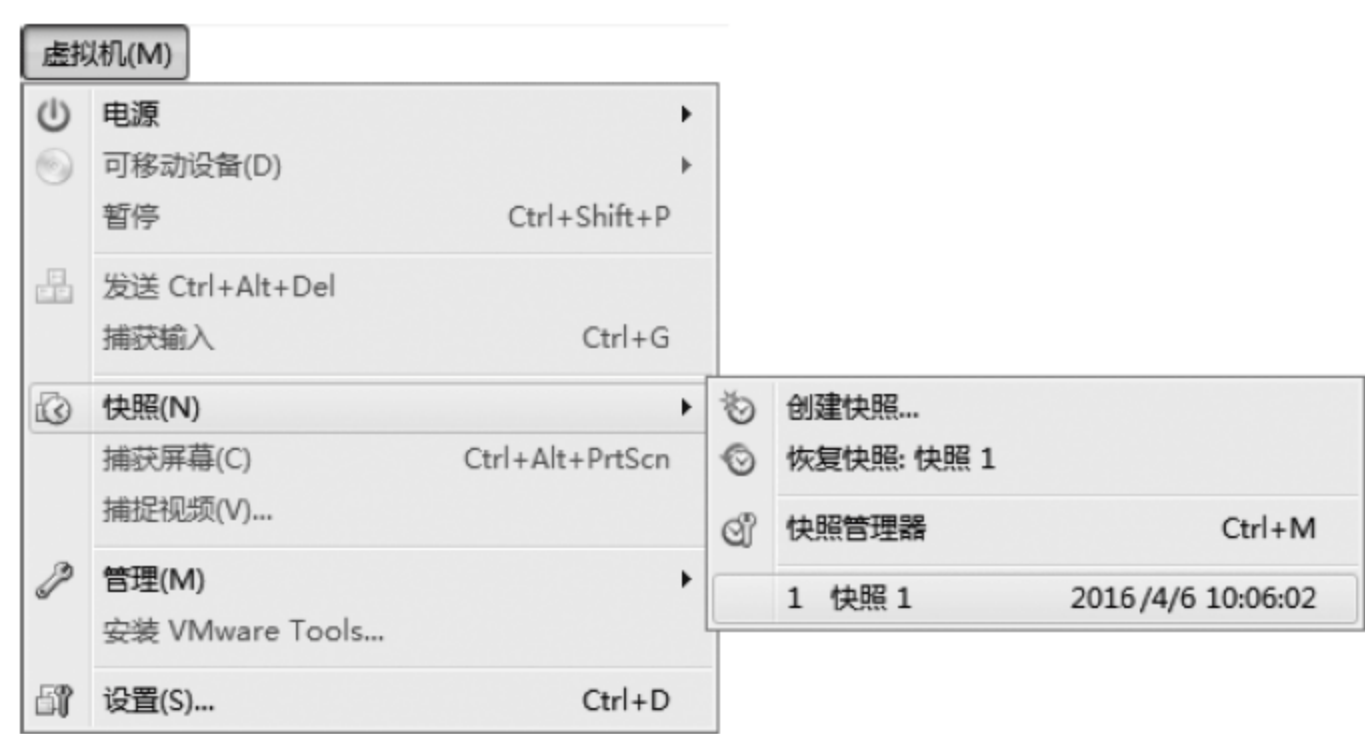 虚拟机(M)
电源
可移动设备(D)
暂停 Ctrl+Shift+P
发送 Ctrl+Alt+Del
捕获输入 Ctrl+G
快照(N)
捕获屏幕(C) Ctrl+Alt+PrtScn
捕捉视频(V)...
管理(M)
安装 VMware Tools...
设置(S)... Ctrl+D
创建快照...
恢复快照: 快照 1
快照管理器 Ctrl+M
1 快照 1 2016/4/6 10:06:02